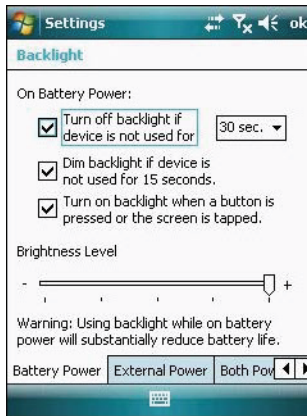 Settings ok
Backlight
On Battery Power:
Turn off backlight if
device is not used for 30 sec.
Dim backlight if device is
not used for 15 seconds.
Turn on backlight when a button is
pressed or the screen is tapped.
Brightness Level
- +
Warning: Using backlight while on battery
power will substantially reduce battery life.
Battery Power External Power Both Pow